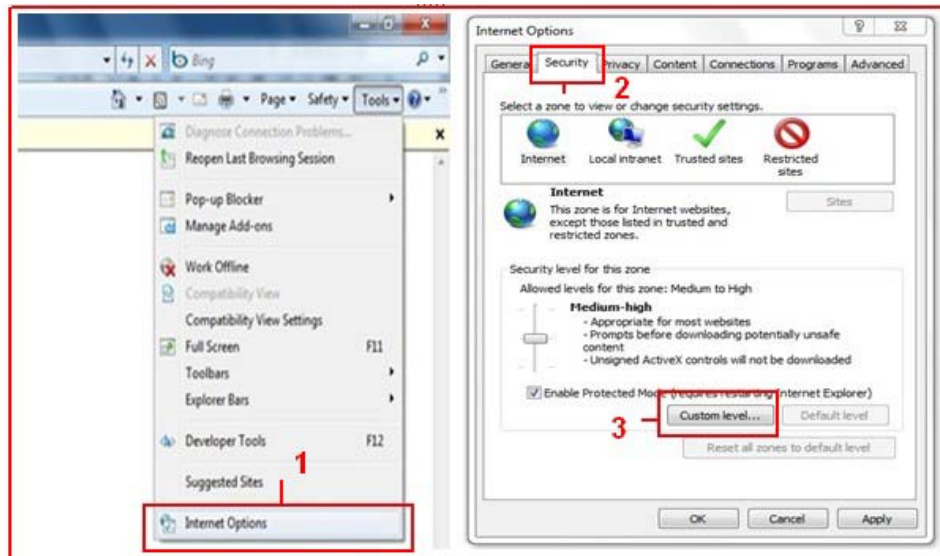 Bing
Page Safety Tools
Diagnose Connection Problems...
Reopen Last Browsing Session
Pop-up Blocker
Manage Add-ons
Work Offline
Compatibility View
Compatibility View Settings
Full Screen F11
Toolbars
Explorer Bars
Developer Tools F12
1
Suggested Sites
Internet Options
Internet Options
General Security Privacy Content Connections Programs Advanced
2
Select a zone to view or change security settings.
Internet Local intranet Trusted sites Restricted
sites
Internet
Sites
This zone is for Internet websites,
except those listed in trusted and
restricted zones.
Security level for this zone
Allowed levels for this zone: Medium to High
Medium-high
- Appropriate for most websites
- Prompts before downloading potentially unsafe
content
- Unsigned ActiveX controls will not be downloaded
Enable Protected Mode (requires restarting Internet Explorer)
3
Custom level... Default level
Reset all zones to default level
OK Cancel Apply